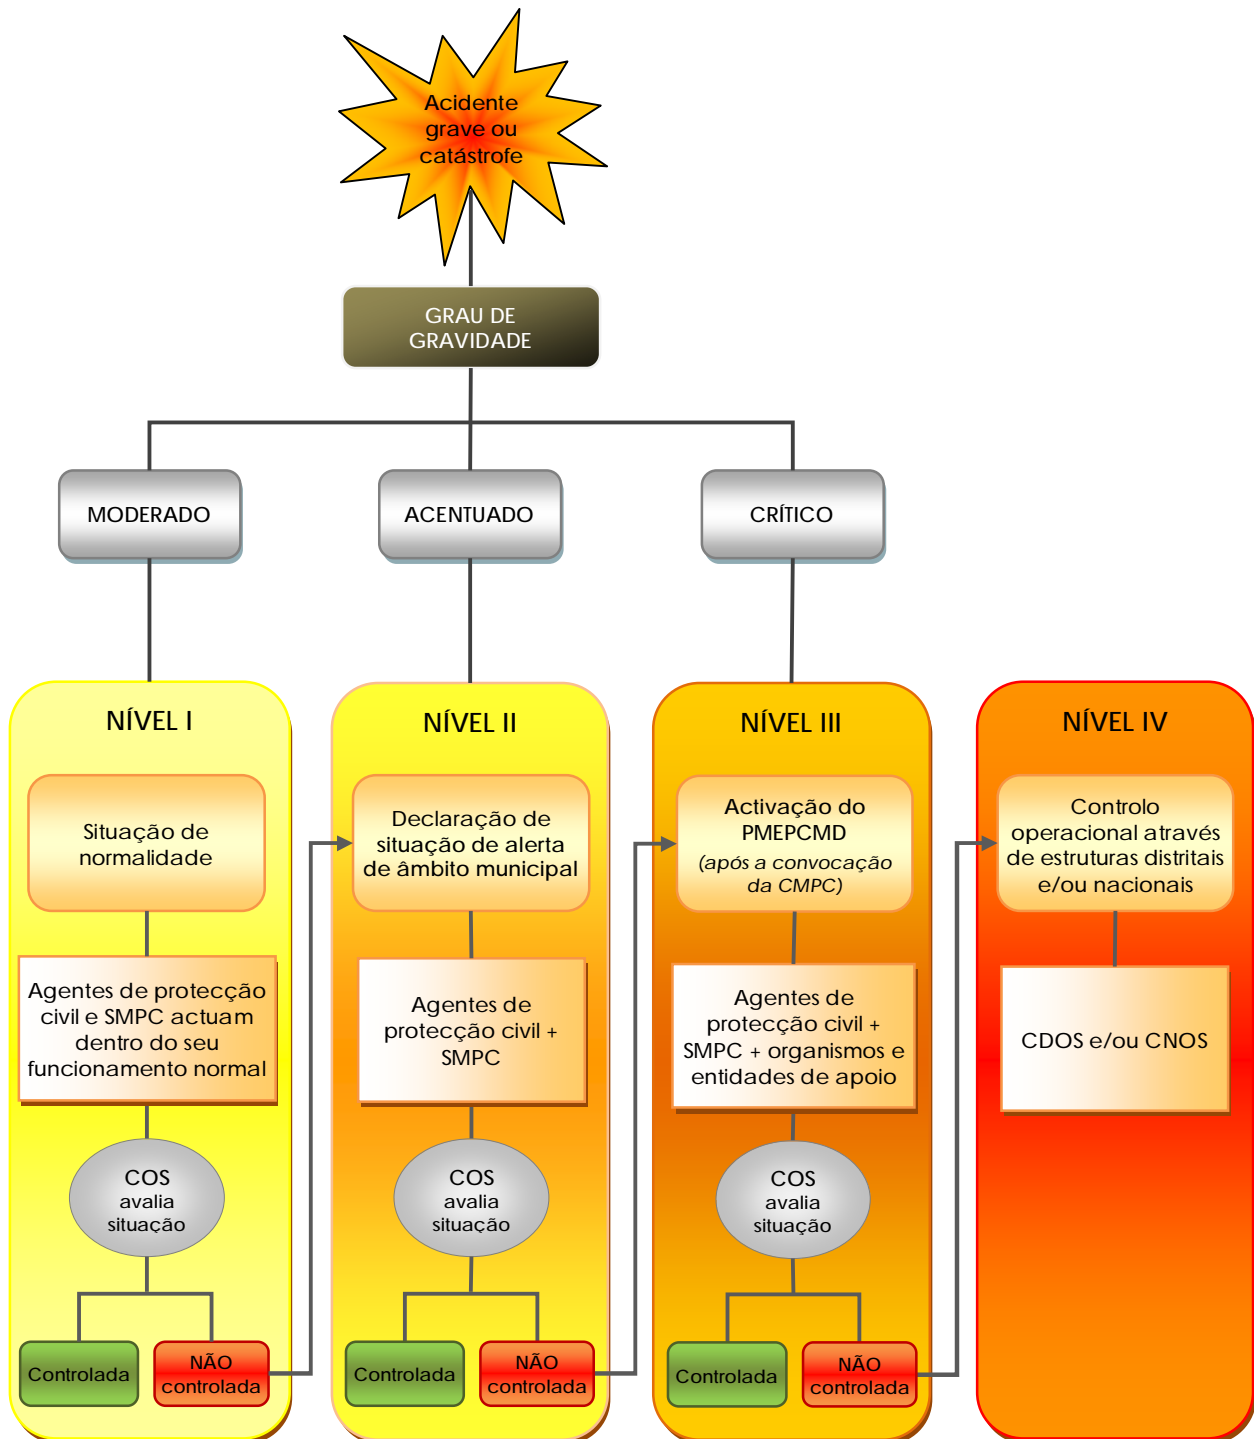 Acidente
grave ou
catástrofe
GRAU DE
GRAVIDADE
MODERADO
ACENTUADO
CRÍTICO
NÍVEL I
Situação de
normalidade
Agentes de protecção
civil e SMPC actuam
dentro do seu
funcionamento normal
COS
avalia
situação
Controlada
NÃO
controlada
NÍVEL II
Declaração de
situação de alerta
de âmbito municipal
Agentes de
protecção civil +
SMPC
COS
avalia
situação
Controlada
NÃO
controlada
NÍVEL III
Activação do
PMEPCMD
(após a convocação
da CMPC)
Agentes de
protecção civil +
SMPC + organismos e
entidades de apoio
COS
avalia
situação
Controlada
NÃO
controlada
NÍVEL IV
Controlo
operacional através
de estruturas distritais
e/ou nacionais
CDOS e/ou CNOS